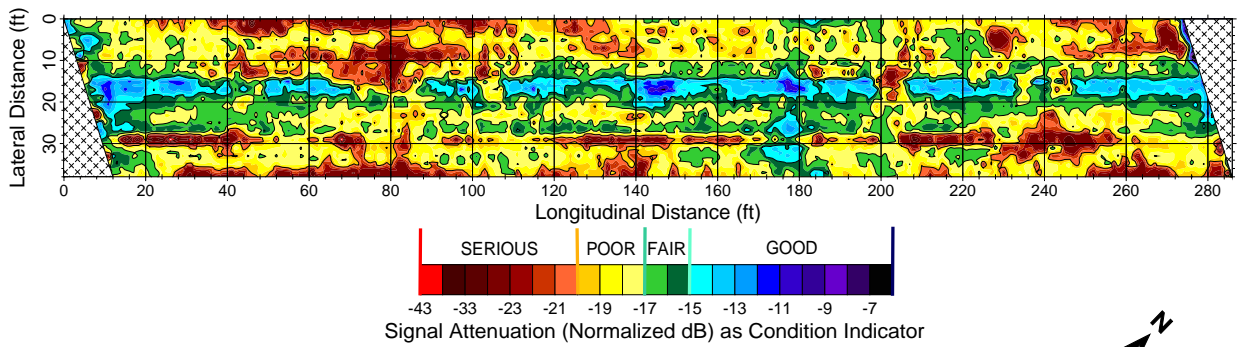 Lateral Distance (ft)
0
10
20
30
0 20 40 60 80 100 120 140 160 180 200 220 240 260 280
Longitudinal Distance (ft)
SERIOUS POOR FAIR GOOD
-43 -33 -23 -21 -19 -17 -15 -13 -11 -9 -7
Signal Attenuation (Normalized dB) as Condition Indicator
N